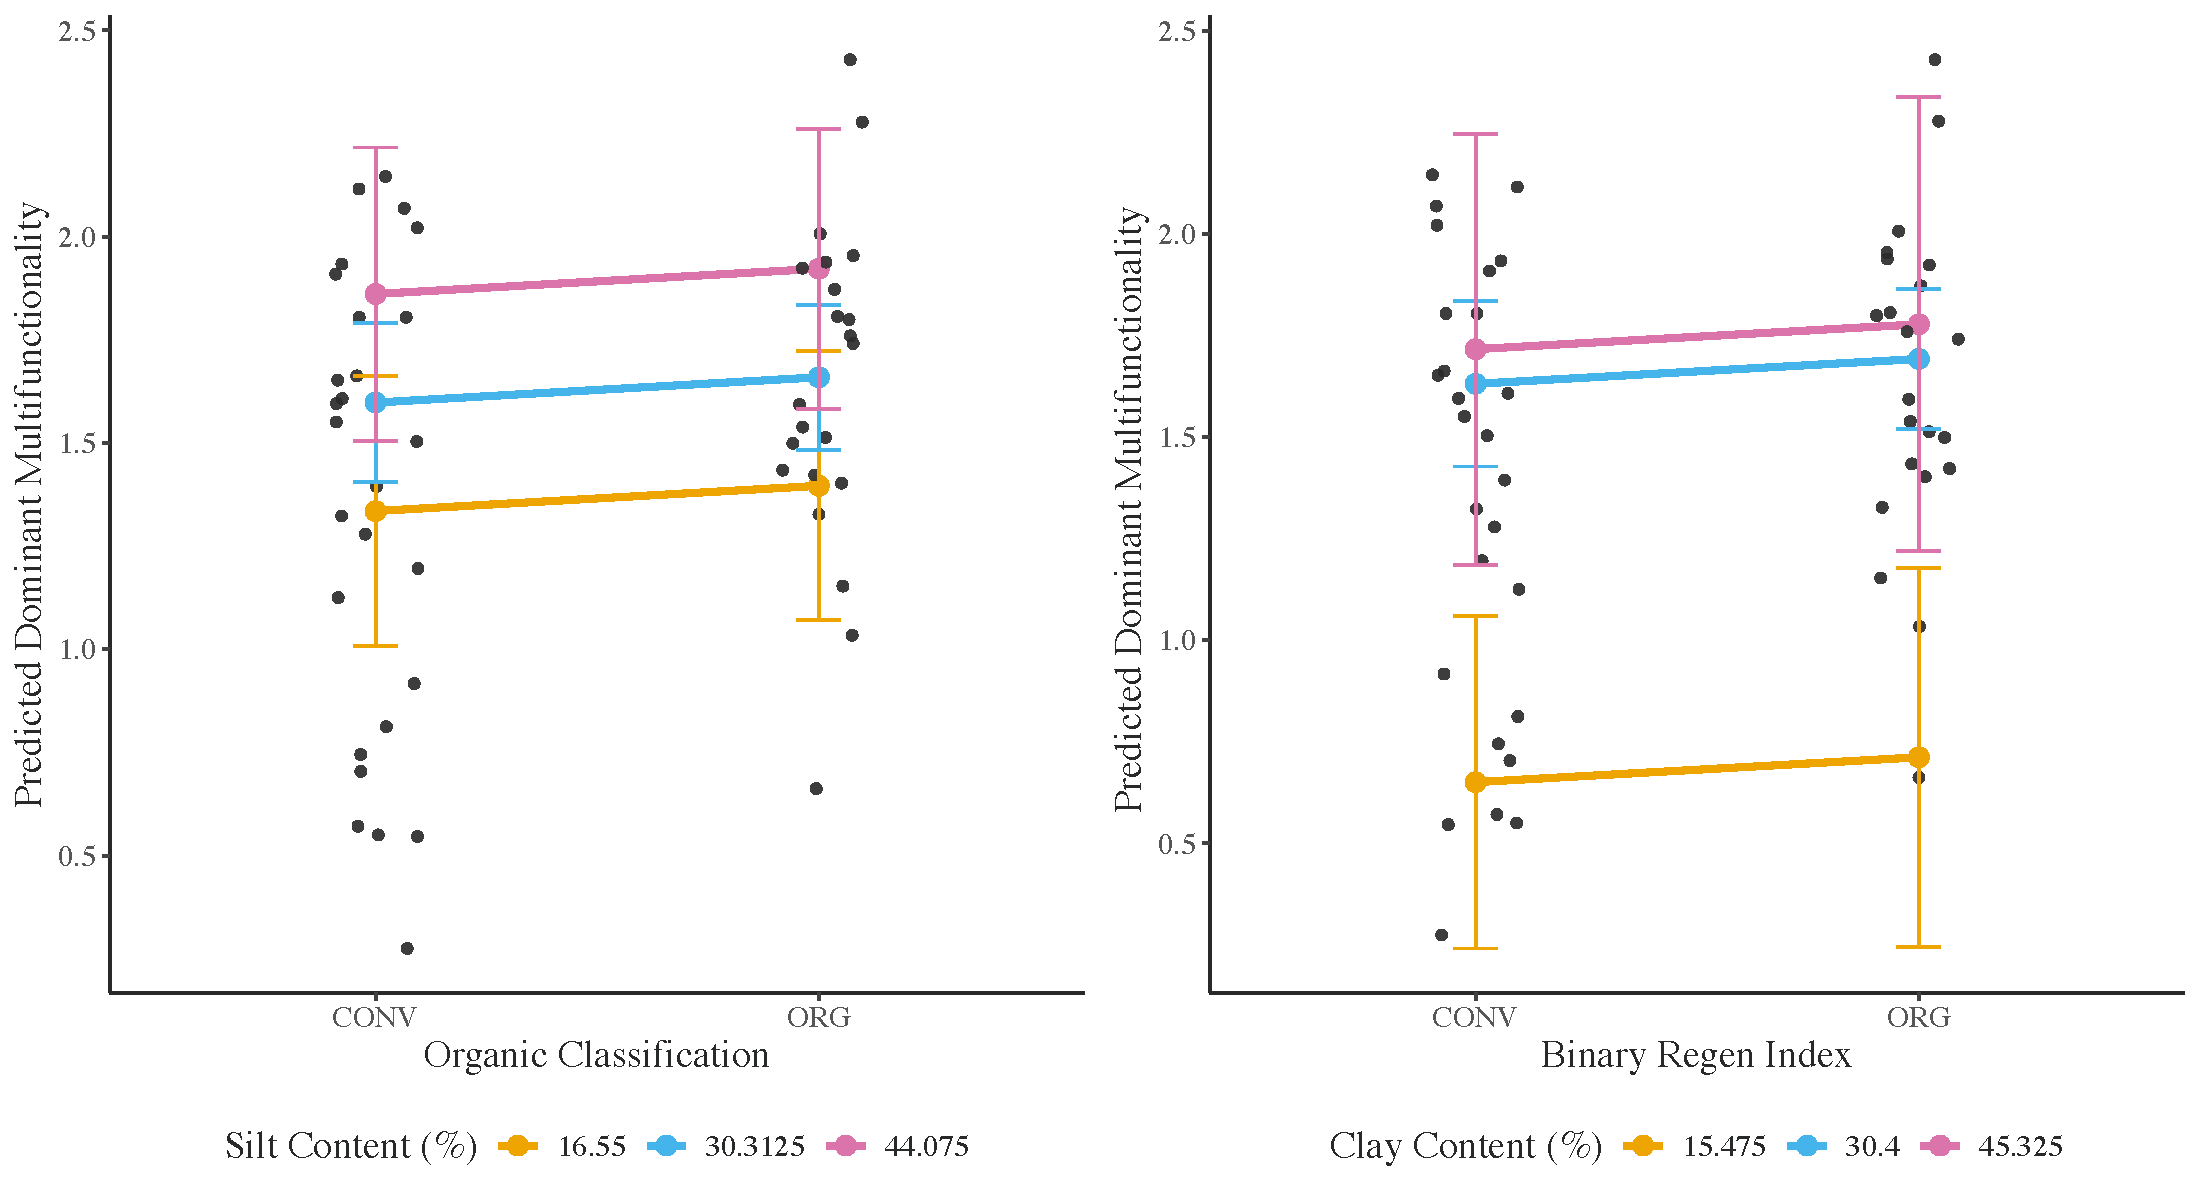 Predicted Dominant Multifunctionality
2.5
2.0
1.5
1.0
0.5
CONV
ORG
Organic Classification
Silt Content (%) 16.55 30.3125 44.075
Predicted Dominant Multifunctionality
2.5
2.0
1.5
1.0
0.5
CONV
ORG
Binary Regen Index
Clay Content (%) 15.475 30.4 45.325